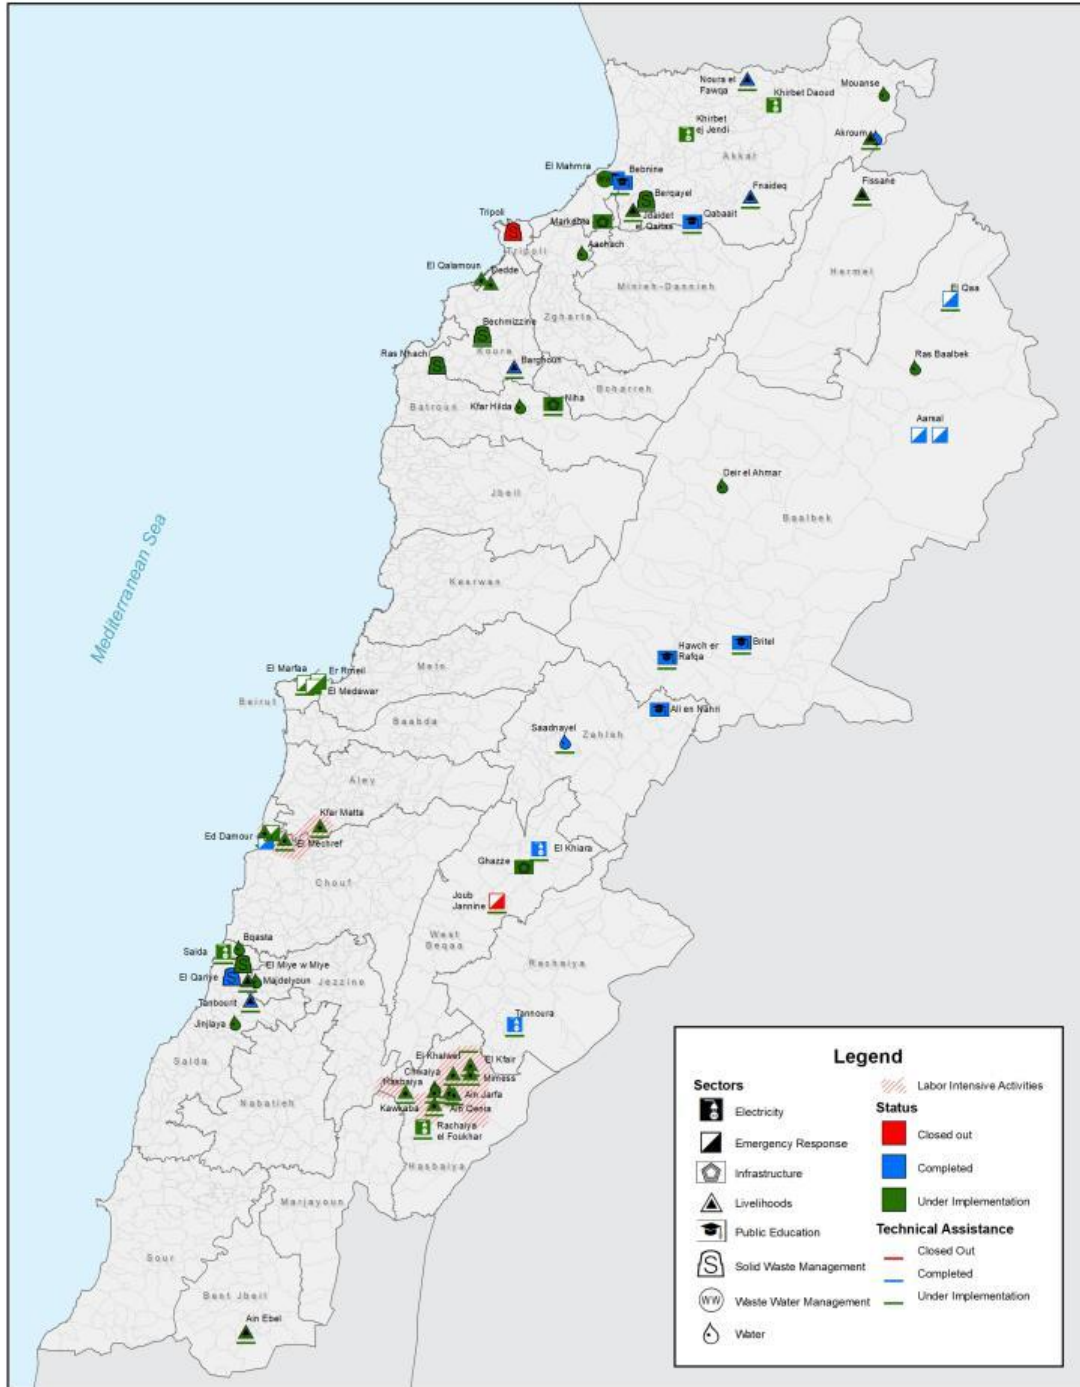 Noura el
Fawqa
Khirbet Daoud
Mouanse
Khirbet
ej Jendi
Akkar
Akroum
El Mahmra
Bebnine
Berqayel
Fnaideq
Fissane
Tripoli
Markabta
Jdaidet
el Qaitaa
Qabaait
Tripoli
Aachach
El Qalamoun
Dedde
Minieh-Dannieh
Hermel
El Qaa
Zgharta
Bechmizzine
Koura
Ras Nhach
Barghoun
Ras Baalbek
Bcharreh
Batroun
Kfar Hilda
Niha
Aarsal
Deir el Ahmar
Jbeil
Baalbek
Mediterranean Sea
Kesrwan
Hawch er
Rafqa
Britel
El Marfaa
Er Rmeil
Metn
El Medawar
Beirut
Ali en Nahri
Baabda
Saadnayel
Zahleh
Aley
Kfar Matta
Ed Damour
El Mechref
El Khiara
Ghazze
Chouf
Joub
Jannine
West
Beqaa
Bqasta
Saida
El Miye w Miye
El Qariye
Majdelyoun
Jezzine
Rachaiya
Tanbourit
Tannoura
Jinjlaya
Saida
El Khalwet
El Kfair
Chwaiya
Mimess
Hasbaiya
Ain Jarfa
Kawkaba
Ain Qenia
Nabatieh
Rachaiya
el Foukhar
Hasbaiya
Marjayoun
Sour
Bent Jbeil
Ain Ebel
Legend
Sectors
Electricity
Emergency Response
Infrastructure
Livelihoods
Public Education
S
Solid Waste Management
WW
Waste Water Management
Water
Labor Intensive Activities
Status
Closed out
Completed
Under Implementation
Technical Assistance
Closed Out
Completed
Under Implementation